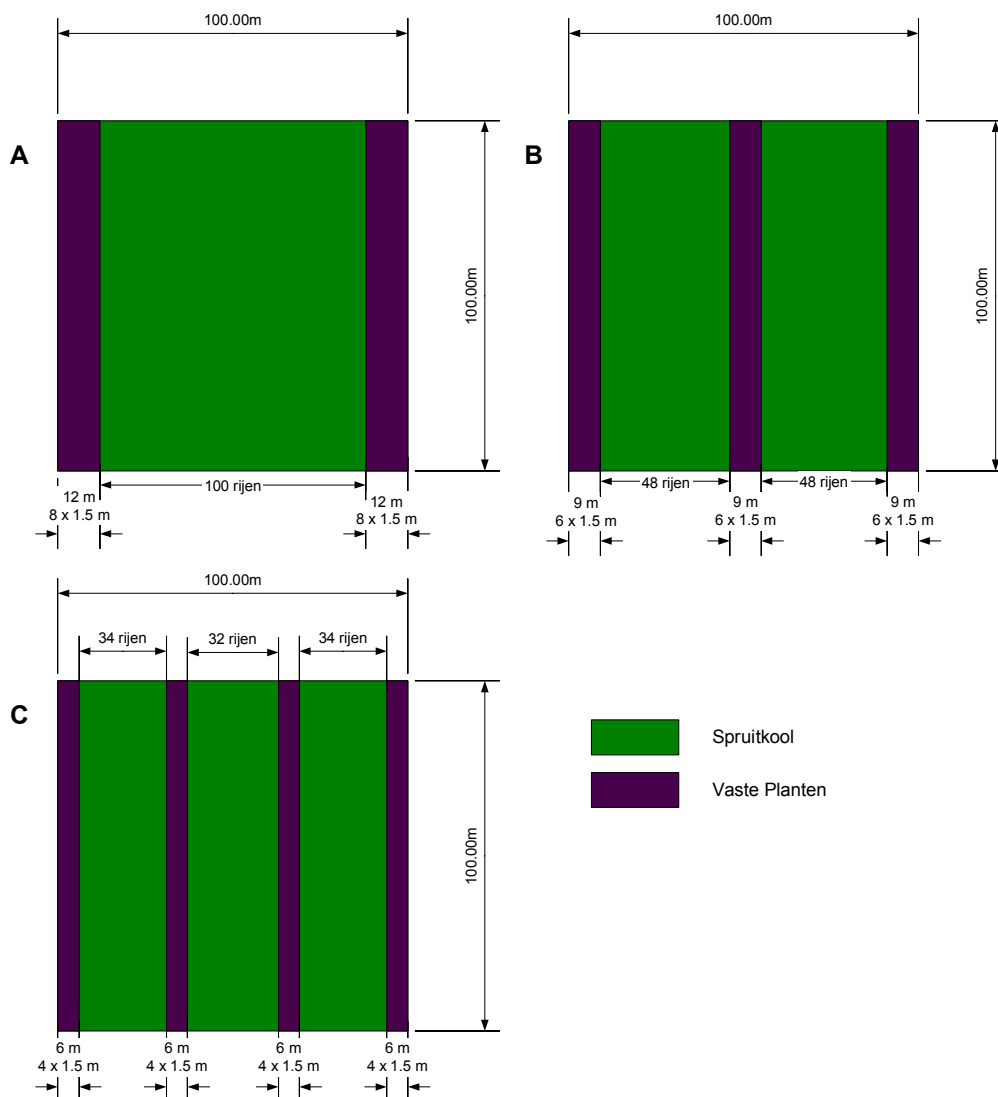 100.00m
A
100.00m
100 rijen
12 m
8 x 1.5 m
12 m
8 x 1.5 m
100.00m
B
100.00m
48 rijen
48 rijen
9 m
6 x 1.5 m
9 m
6 x 1.5 m
9 m
6 x 1.5 m
100.00m
34 rijen
32 rijen
34 rijen
C
100.00m
6 m
4 x 1.5 m
6 m
4 x 1.5 m
6 m
4 x 1.5 m
6 m
4 x 1.5 m
Spruitkool
Vaste Planten